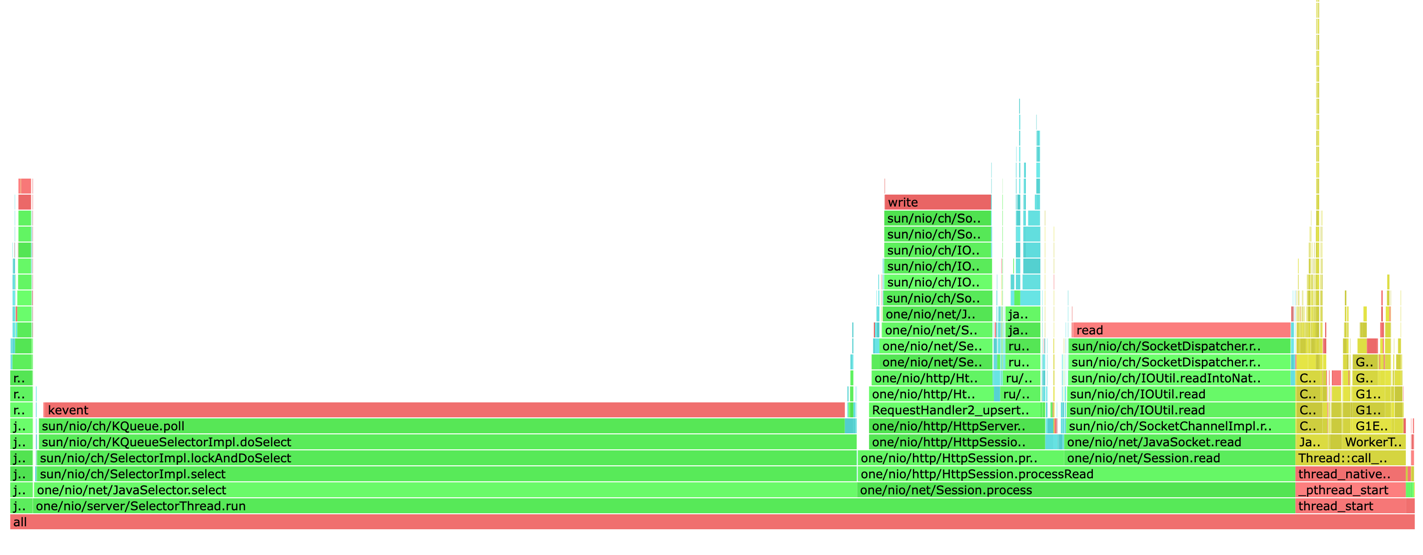 write
sun/nio/ch/So..
sun/nio/ch/So..
sun/nio/ch/IO..
sun/nio/ch/IO..
sun/nio/ch/IO..
sun/nio/ch/So..
one/nio/net/J.. ja..
one/nio/net/S.. ja.. read
one/nio/net/Se.. ru.. sun/nio/ch/SocketDispatcher.r..
one/nio/net/Se.. ru.. sun/nio/ch/SocketDispatcher.r.. G..
r.. one/nio/http/Ht.. ru/.. sun/nio/ch/IOUtil.readIntoNat.. C.. G..
r.. one/nio/http/Ht.. ru/.. sun/nio/ch/IOUtil.read C.. G1..
r.. kevent RequestHandler2_upsert.. sun/nio/ch/IOUtil.read C.. G1..
j.. sun/nio/ch/KQueue.poll one/nio/http/HttpServer.. sun/nio/ch/SocketChannelImpl.r.. C.. G1E..
j.. sun/nio/ch/KQueueSelectorImpl.doSelect one/nio/http/HttpSessio.. one/nio/net/JavaSocket.read Ja.. WorkerT..
j.. sun/nio/ch/SelectorImpl.lockAndDoSelect one/nio/http/HttpSession.pr.. one/nio/net/Session.read Thread::call_..
j.. sun/nio/ch/SelectorImpl.select one/nio/http/HttpSession.processRead thread_native..
j.. one/nio/net/JavaSelector.select one/nio/net/Session.process _pthread_start
j.. one/nio/server/SelectorThread.run thread_start
all